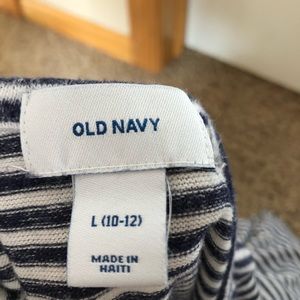 OLD NAVY
L (10-12)
MADE IN
HAITI